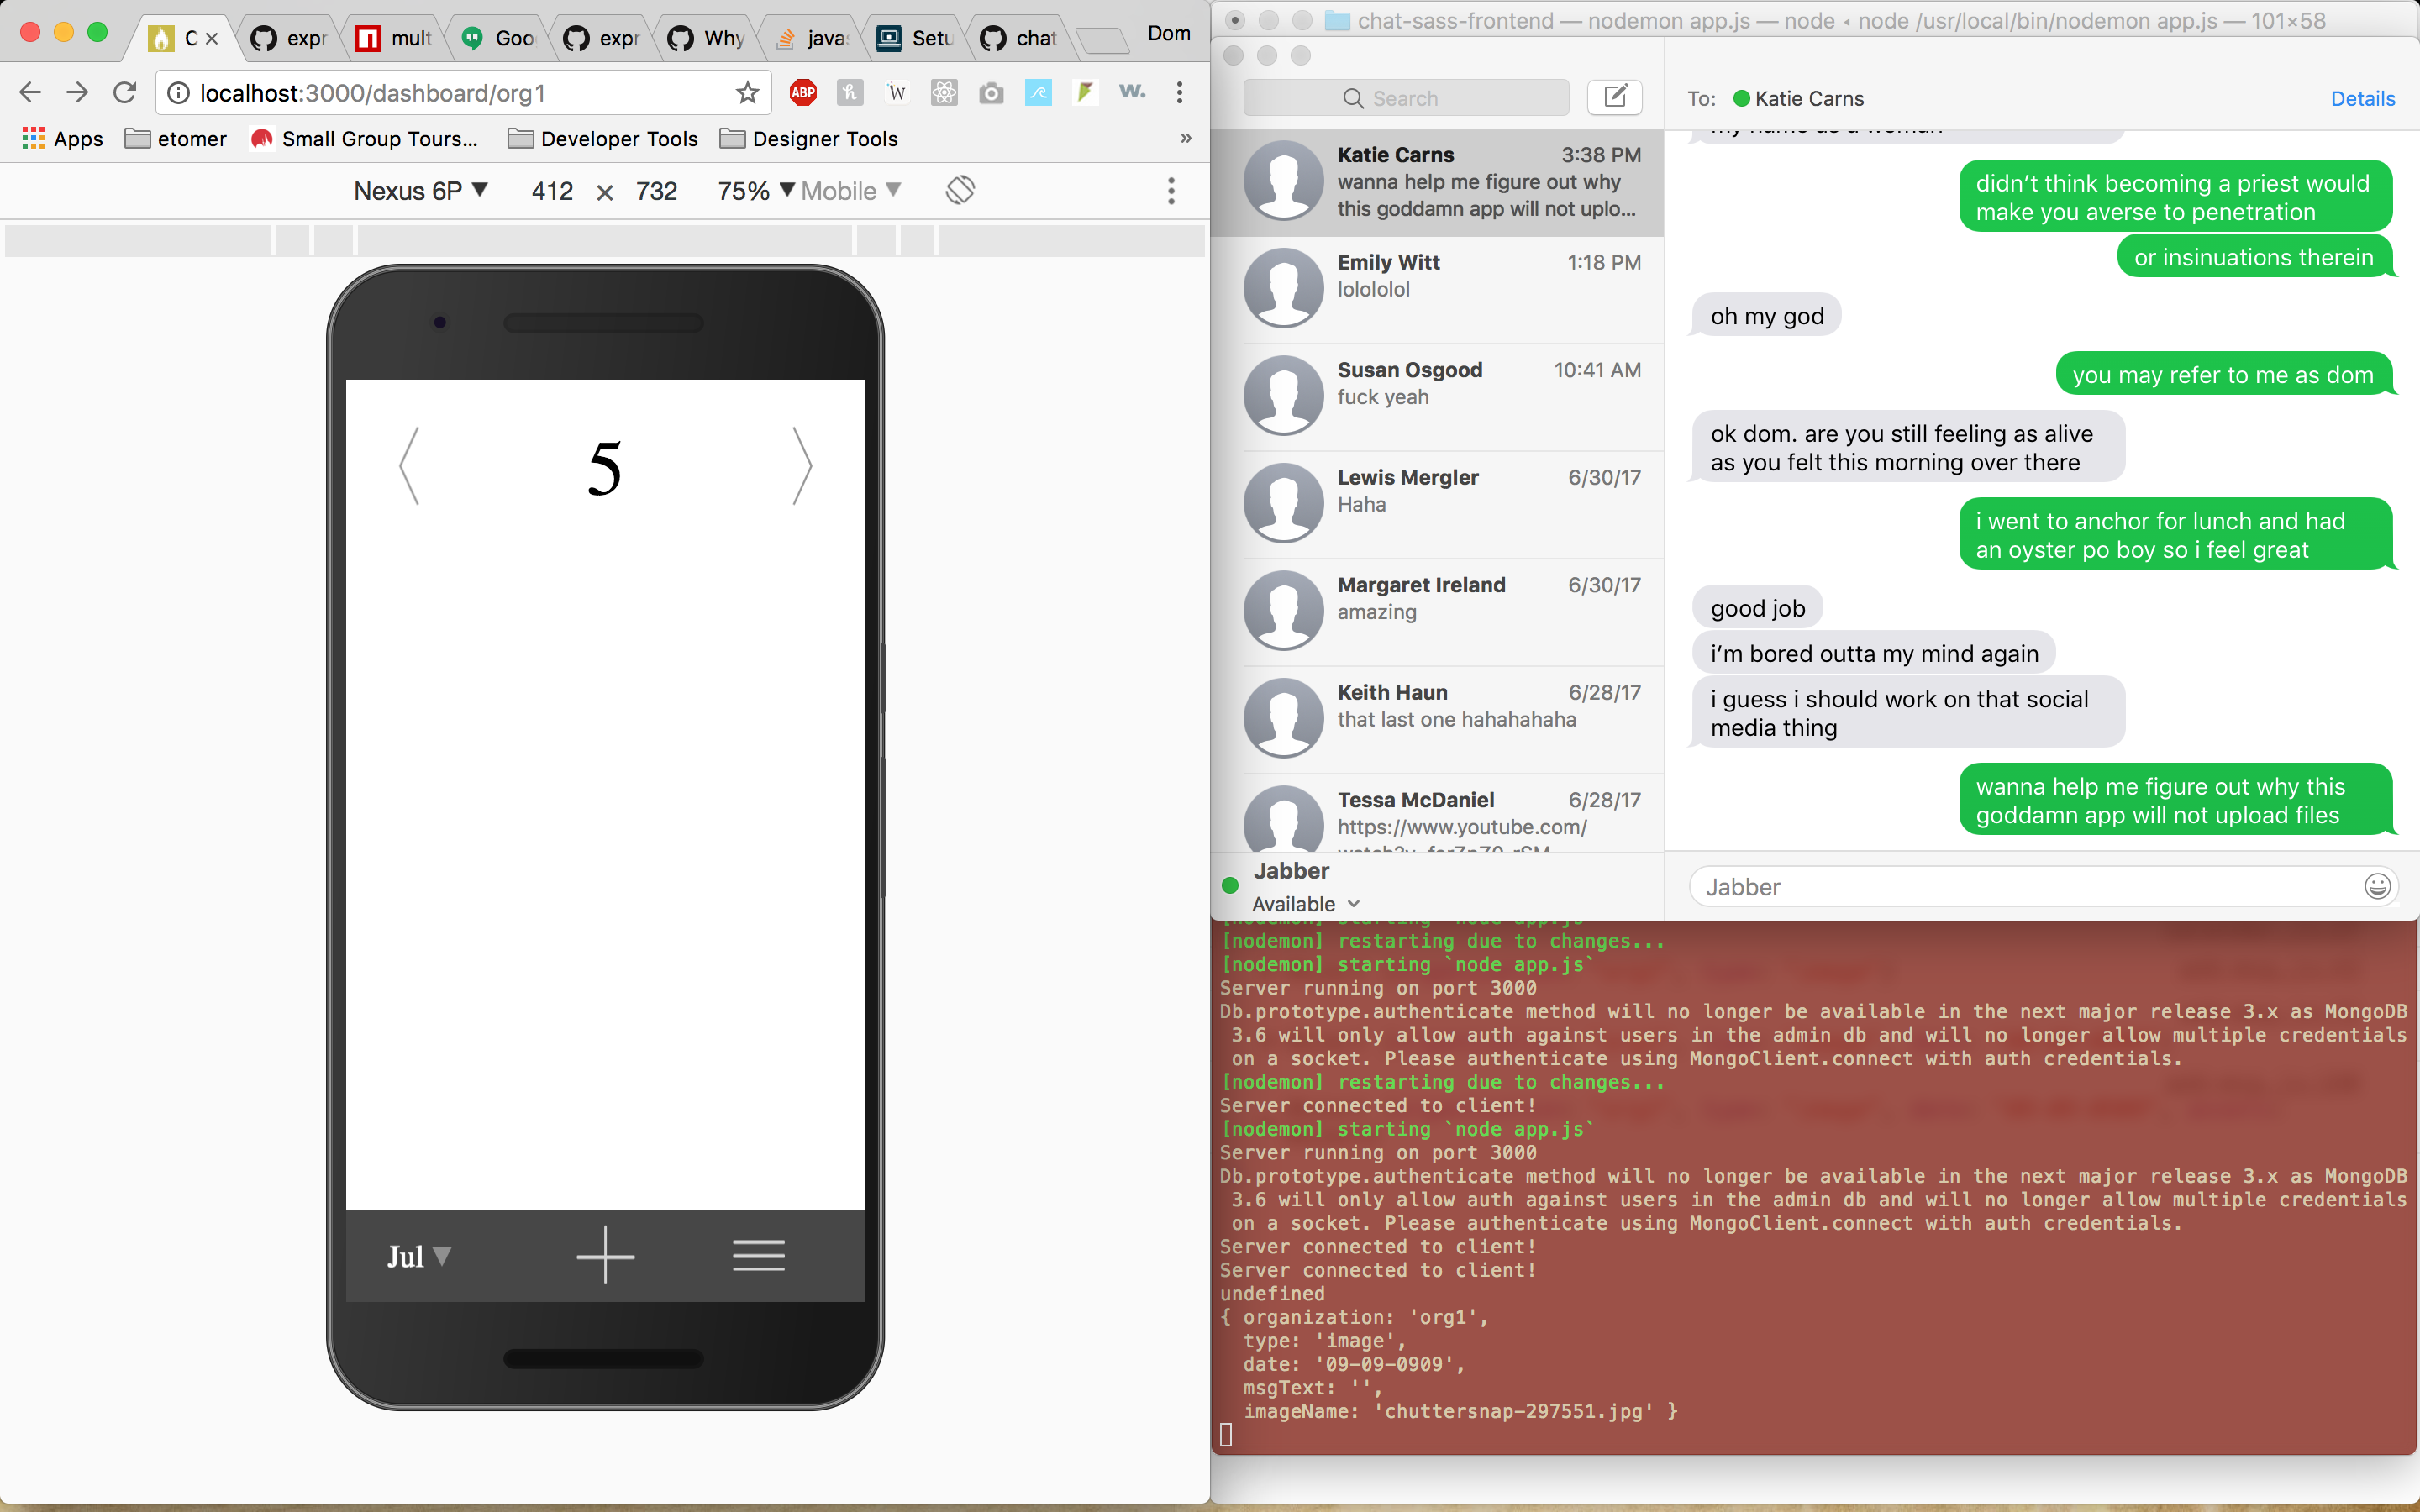 C
expr
mult
Goo
expr
Why
javas
Setu
chat
Dom
localhost:3000/dashboard/org1
ABP
Apps
etomer
Small Group Tours...
Developer Tools
Designer Tools
»
Nexus 6P ▼ 412 × 732 75% ▼ Mobile ▼
5
Jul ▼
chat-sass-frontend — nodemon app.js — node ◂ node /usr/local/bin/nodemon app.js — 101×58
Search
Katie Carns 3:38 PM
wanna help me figure out why
this goddamn app will not uplo...
Emily Witt 1:18 PM
lolololol
Susan Osgood 10:41 AM
fuck yeah
Lewis Mergler 6/30/17
Haha
Margaret Ireland 6/30/17
amazing
Keith Haun 6/28/17
that last one hahahahaha
Tessa McDaniel 6/28/17
https://www.youtube.com/
Jabber
Available
To: Katie Carns Details
my name as a woman
didn’t think becoming a priest would
make you averse to penetration
or insinuations therein
oh my god
you may refer to me as dom
ok dom. are you still feeling as alive
as you felt this morning over there
i went to anchor for lunch and had
an oyster po boy so i feel great
good job
i’m bored outta my mind again
i guess i should work on that social
media thing
wanna help me figure out why this
goddamn app will not upload files
Jabber
[nodemon] starting `node app.js`
[nodemon] restarting due to changes...
[nodemon] starting `node app.js`
Server running on port 3000
Db.prototype.authenticate method will no longer be available in the next major release 3.x as MongoDB
3.6 will only allow auth against users in the admin db and will no longer allow multiple credentials
on a socket. Please authenticate using MongoClient.connect with auth credentials.
[nodemon] restarting due to changes...
Server connected to client!
[nodemon] starting `node app.js`
Server running on port 3000
Db.prototype.authenticate method will no longer be available in the next major release 3.x as MongoDB
3.6 will only allow auth against users in the admin db and will no longer allow multiple credentials
on a socket. Please authenticate using MongoClient.connect with auth credentials.
Server connected to client!
Server connected to client!
undefined
{ organization: 'org1',
type: 'image',
date: '09-09-0909',
msgText: '',
imageName: 'chuttersnap-297551.jpg' }